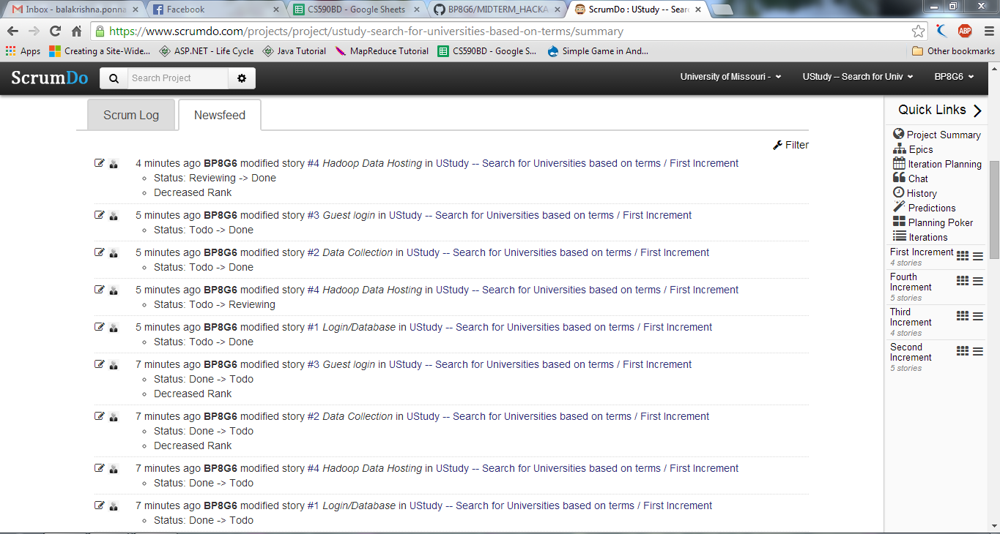 Inbox - balakrishna.ponna
Facebook
CS590BD - Google Sheets
BP8G6/MIDTERM_HACKA
ScrumDo : UStudy -- Sear
https://www.scrumdo.com/projects/project/ustudy-search-for-universities-based-on-terms/summary
ABP
Apps
Creating a Site-Wide...
ASP.NET - Life Cycle
Java Tutorial
MapReduce Tutorial
CS590BD - Google S...
Simple Game in And...
Other bookmarks
ScrumDo
Search Project
University of Missouri -
UStudy -- Search for Univ
BP8G6
Scrum Log
Newsfeed
Filter
4 minutes ago BP8G6 modified story #4 Hadoop Data Hosting in UStudy -- Search for Universities based on terms / First Increment
Status: Reviewing -> Done
Decreased Rank
5 minutes ago BP8G6 modified story #3 Guest login in UStudy -- Search for Universities based on terms / First Increment
Status: Todo -> Done
5 minutes ago BP8G6 modified story #2 Data Collection in UStudy -- Search for Universities based on terms / First Increment
Status: Todo -> Done
5 minutes ago BP8G6 modified story #4 Hadoop Data Hosting in UStudy -- Search for Universities based on terms / First Increment
Status: Todo -> Reviewing
5 minutes ago BP8G6 modified story #1 Login/Database in UStudy -- Search for Universities based on terms / First Increment
Status: Todo -> Done
7 minutes ago BP8G6 modified story #3 Guest login in UStudy -- Search for Universities based on terms / First Increment
Status: Done -> Todo
Decreased Rank
7 minutes ago BP8G6 modified story #2 Data Collection in UStudy -- Search for Universities based on terms / First Increment
Status: Done -> Todo
Decreased Rank
7 minutes ago BP8G6 modified story #4 Hadoop Data Hosting in UStudy -- Search for Universities based on terms / First Increment
Status: Done -> Todo
7 minutes ago BP8G6 modified story #1 Login/Database in UStudy -- Search for Universities based on terms / First Increment
Status: Done -> Todo
Quick Links
Project Summary
Epics
Iteration Planning
Chat
History
Predictions
Planning Poker
Iterations
First Increment
4 stories
Fourth
Increment
5 stories
Third
Increment
4 stories
Second
Increment
5 stories